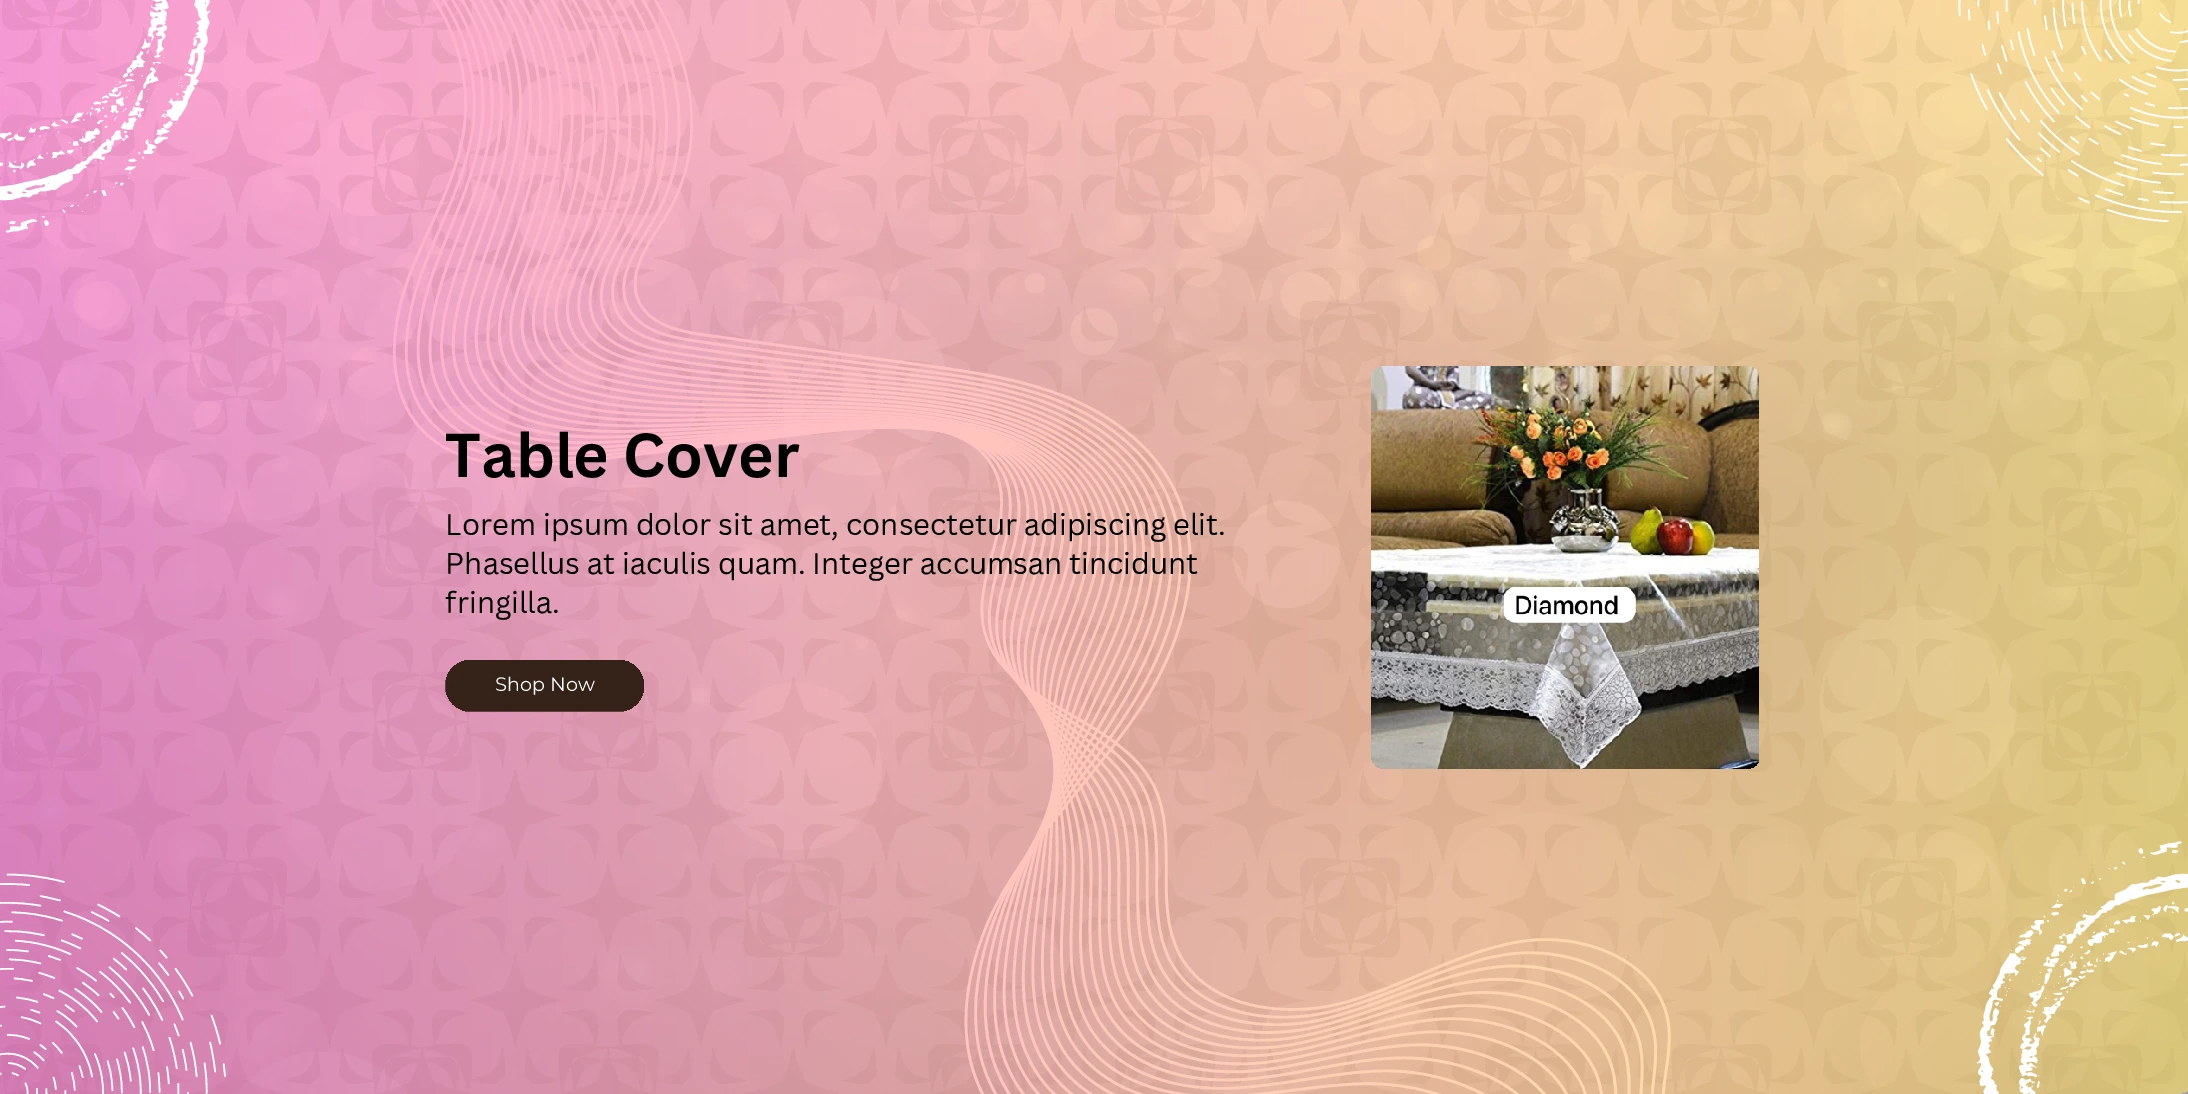 Table Cover
Lorem ipsum dolor sit amet, consectetur adipiscing elit.
Phasellus at iaculis quam. Integer accumsan tincidunt
fringilla.
Shop Now
Diamond